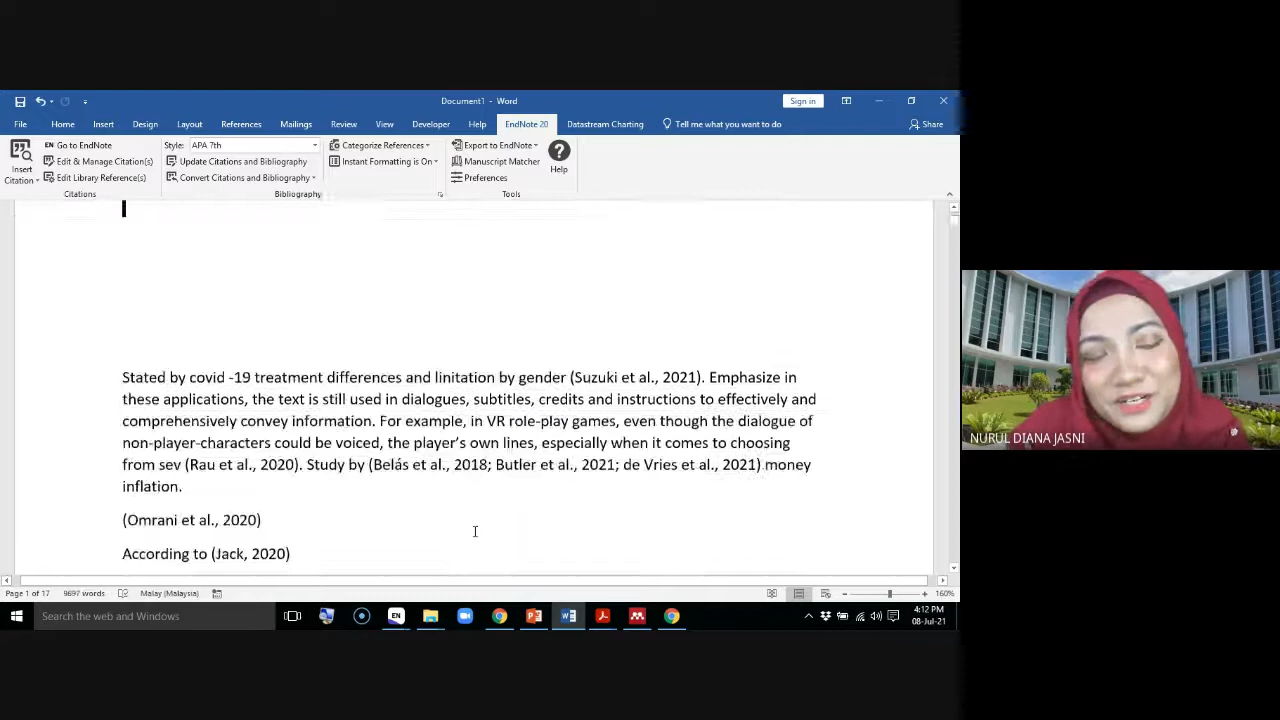 Document1 - Word
Sign in
File Home Insert Design Layout References Mailings Review View Developer Help EndNote 20 Datastream Charting Tell me what you want to do Share
Insert Citation
EN Go to EndNote
Edit & Manage Citation(s)
Edit Library Reference(s)
Citations
Style: APA 7th
Update Citations and Bibliography
Convert Citations and Bibliography
Categorize References
Instant Formatting is On
Bibliography
Export to EndNote
Manuscript Matcher
Preferences
Help
Tools
Stated by covid -19 treatment differences and linitation by gender (Suzuki et al., 2021). Emphasize in
these applications, the text is still used in dialogues, subtitles, credits and instructions to effectively and
comprehensively convey information. For example, in VR role-play games, even though the dialogue of
non-player-characters could be voiced, the player's own lines, especially when it comes to choosing
from sev (Rau et al., 2020). Study by (Belás et al., 2018; Butler et al., 2021; de Vries et al., 2021) money
inflation.
(Omrani et al., 2020)
According to (Jack, 2020)
NURUL DIANA JASNI
Page 1 of 17 9697 words Malay (Malaysia) 160%
Search the web and Windows
EN
4:12 PM
08-Jul-21